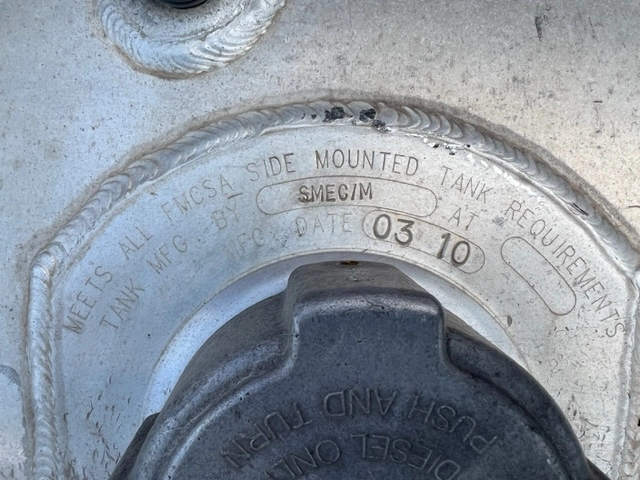 MEETS ALL FMCSA SIDE MOUNTED TANK REQUIREMENTS
TANK MFG. BY SMEC/M AT
MFG. DATE 03 10
DIESEL ONLY
PUSH AND TURN